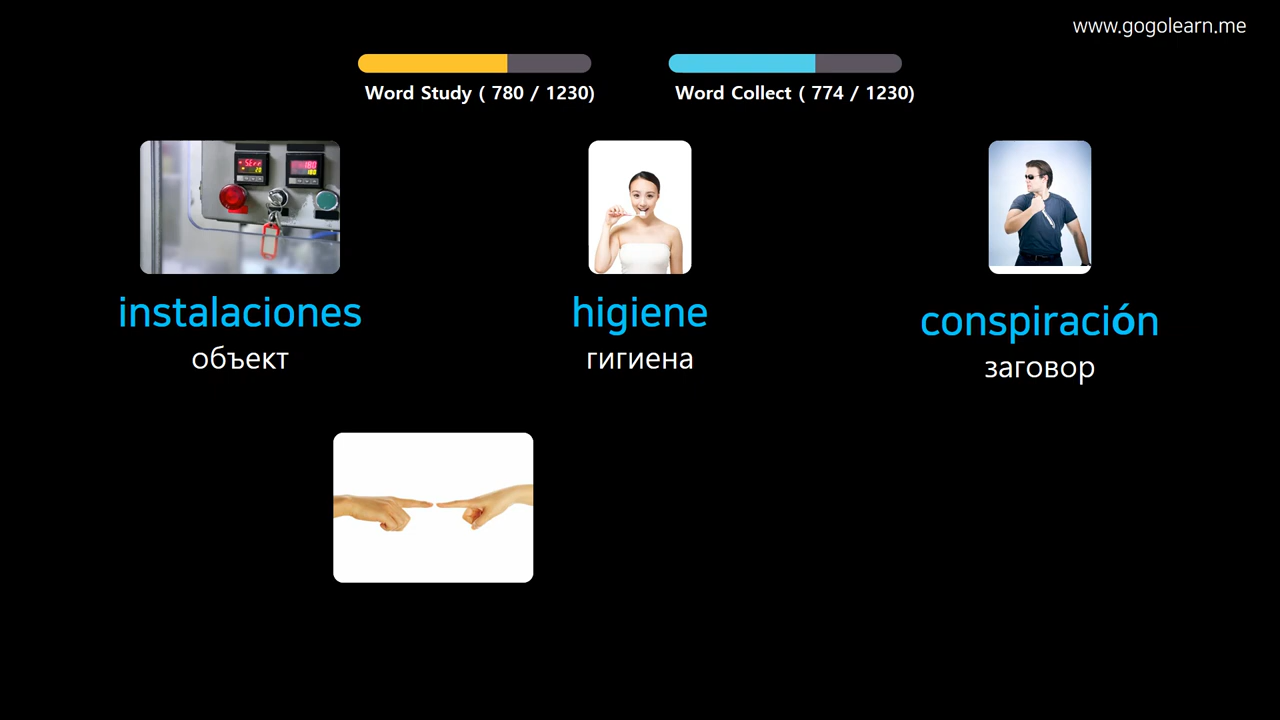 www.gogolearn.me
Word Study ( 780 / 1230)
Word Collect ( 774 / 1230)
instalaciones
объект
higiene
гигиена
conspiración
заговор